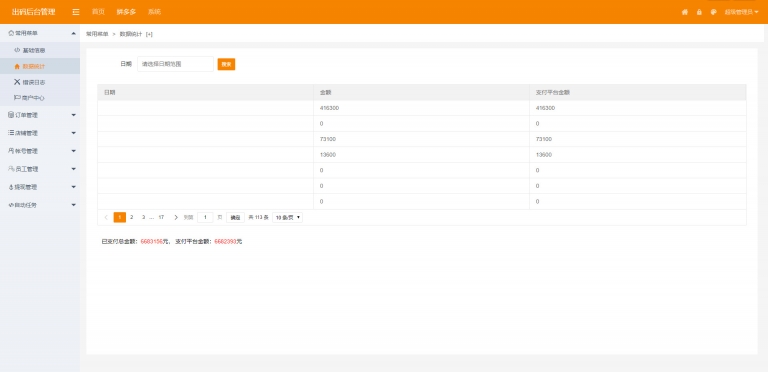 出码后台管理 首页 拼多多 系统 超级管理员
常用菜单
基础信息
数据统计
错误日志
商户中心
订单管理
店铺管理
帐号管理
员工管理
提现管理
自动任务
常用菜单 > 数据统计 [+]
日期 请选择日期范围 搜索
日期 金额 支付平台金额
416300 416300
0 0
73100 73100
13600 13600
0 0
0 0
0 0
1 2 3 … 17 到第 1 页 确定 共 113 条 10 条/页
已支付总金额：6683156元， 支付平台金额：6682393元